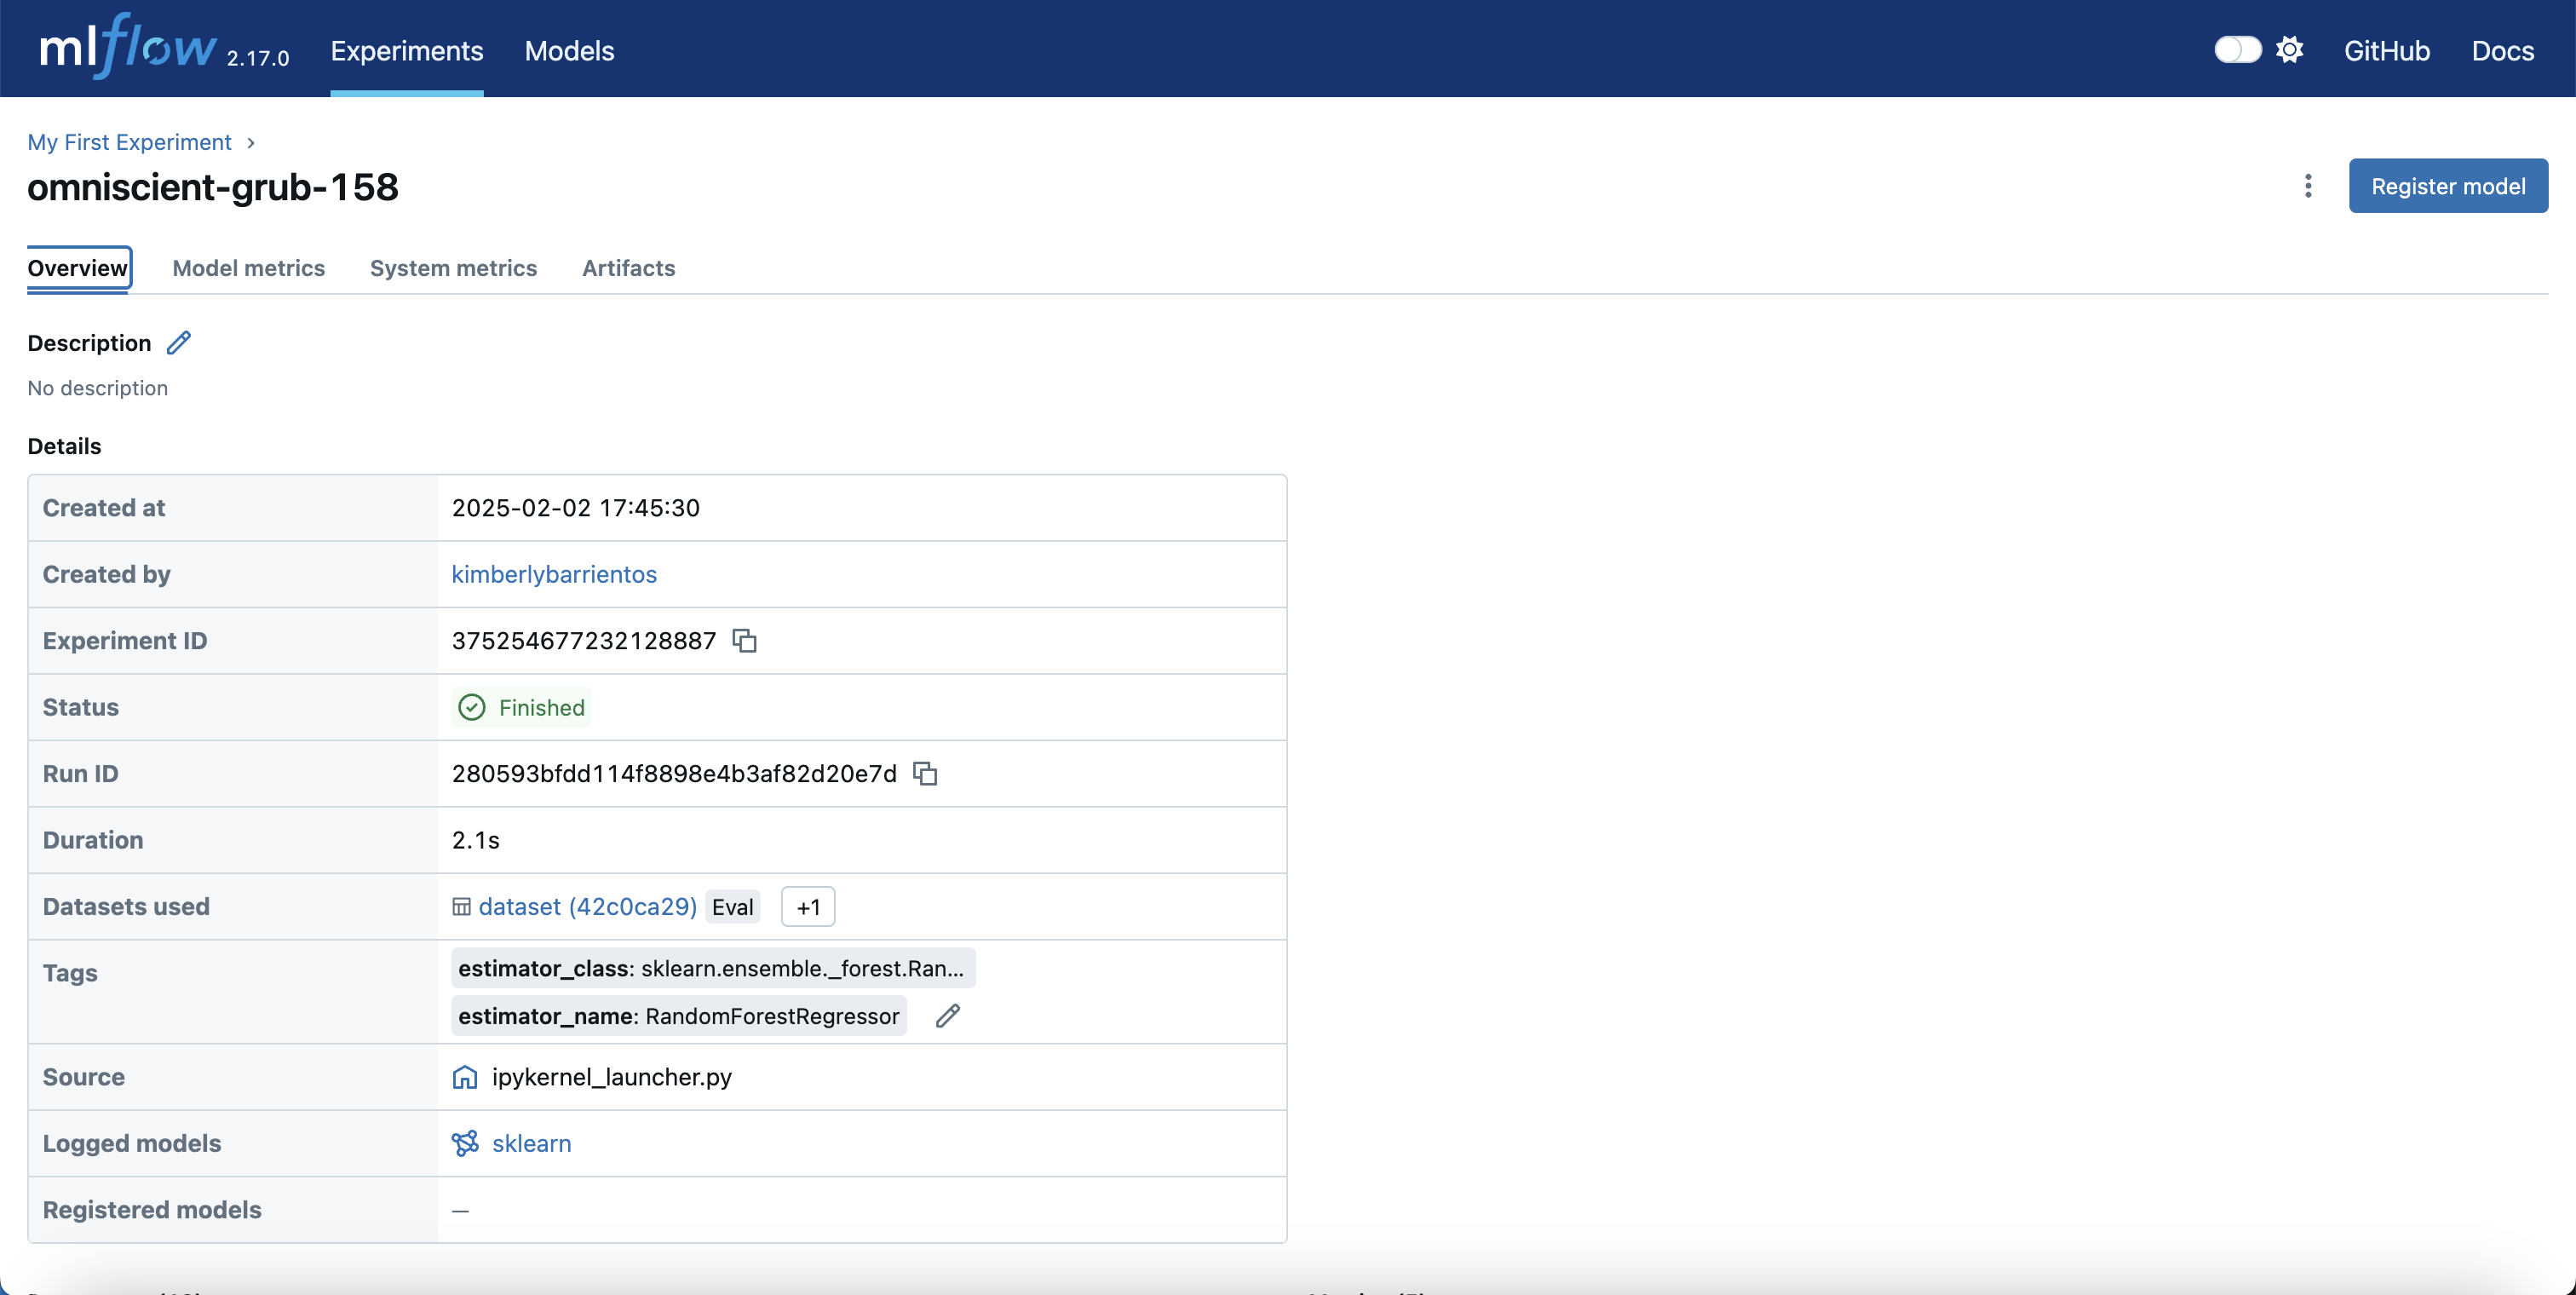 mlflow 2.17.0 Experiments Models GitHub Docs
My First Experiment
omniscient-grub-158
Register model
Overview Model metrics System metrics Artifacts
Description
No description
Details
Created at 2025-02-02 17:45:30
Created by kimberlybarrientos
Experiment ID 375254677232128887
Status Finished
Run ID 280593bfdd114f8898e4b3af82d20e7d
Duration 2.1s
Datasets used dataset (42c0ca29) Eval +1
Tags estimator_class: sklearn.ensemble._forest.Ran...
estimator_name: RandomForestRegressor
Source ipykernel_launcher.py
Logged models sklearn
Registered models —